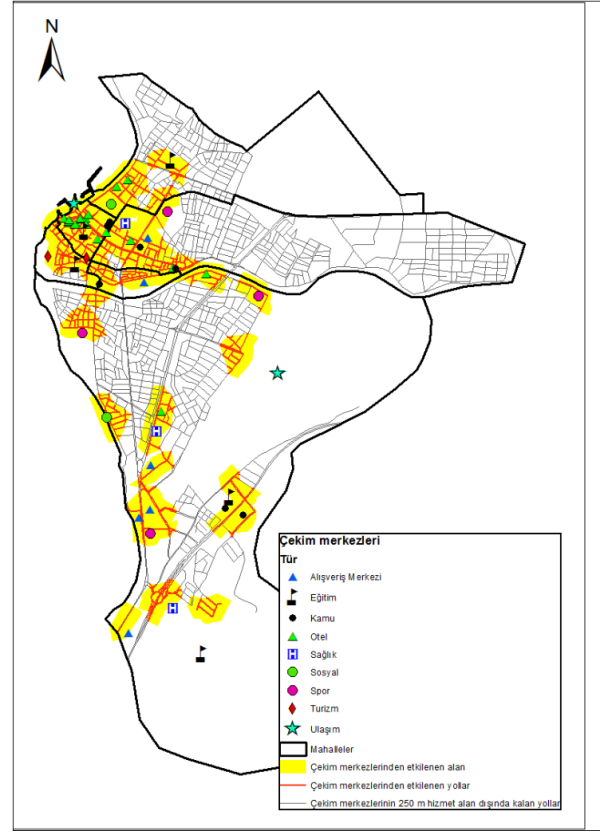 N
Çekim merkezleri
Tür
Alışveriş Merkezi
Eğitim
Kamu
Otel
Sağlık
Sosyal
Spor
Turizm
Ulaşım
Mahalleler
Çekim merkezlerinden etkilenen alan
Çekim merkezlerinden etkilenen yollar
Çekim merkezlerinin 250 m hizmet alan dışında kalan yollar